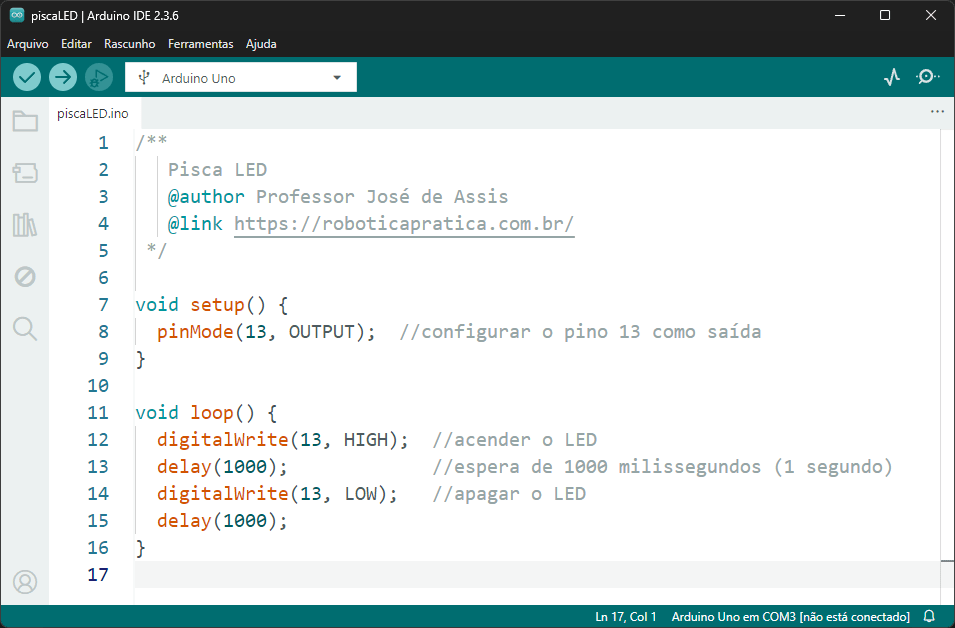 piscaLED | Arduino IDE 2.3.6
Arquivo Editar Rascunho Ferramentas Ajuda
Arduino Uno
piscaLED.ino
1 /**
2 Pisca LED
3 @author Professor José de Assis
4 @link https://roboticapratica.com.br/
5 */
6
7 void setup() {
8 pinMode(13, OUTPUT); //configurar o pino 13 como saída
9 }
10
11 void loop() {
12 digitalWrite(13, HIGH); //acender o LED
13 delay(1000); //espera de 1000 milissegundos (1 segundo)
14 digitalWrite(13, LOW); //apagar o LED
15 delay(1000);
16 }
17
Ln 17, Col 1 Arduino Uno em COM3 [não está conectado]